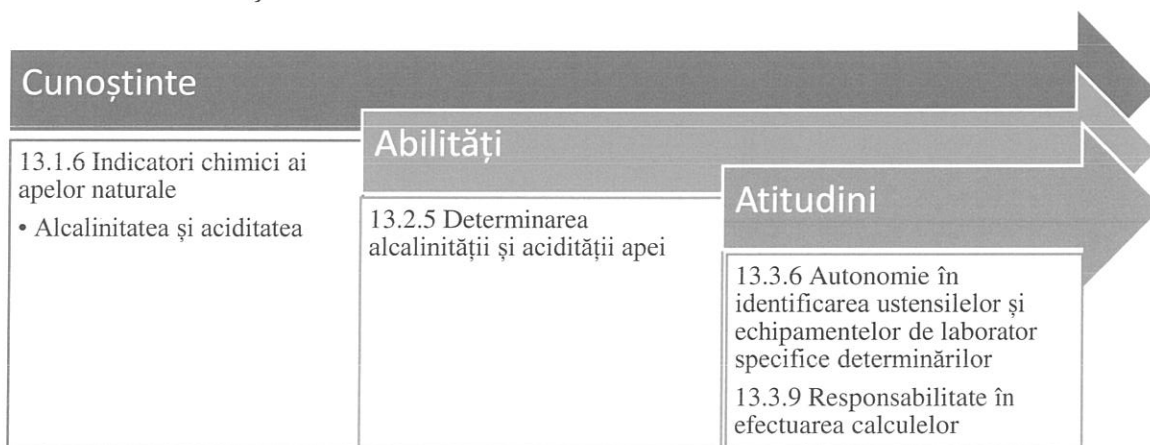 Cunoștinte
13.1.6 Indicatori chimici ai
apelor naturale
• Alcalinitatea și aciditatea
Abilități
13.2.5 Determinarea
alcalinității și acidității apei
Atitudini
13.3.6 Autonomie în
identificarea ustensilelor și
echipamentelor de laborator
specifice determinărilor
13.3.9 Responsabilitate în
efectuarea calculelor